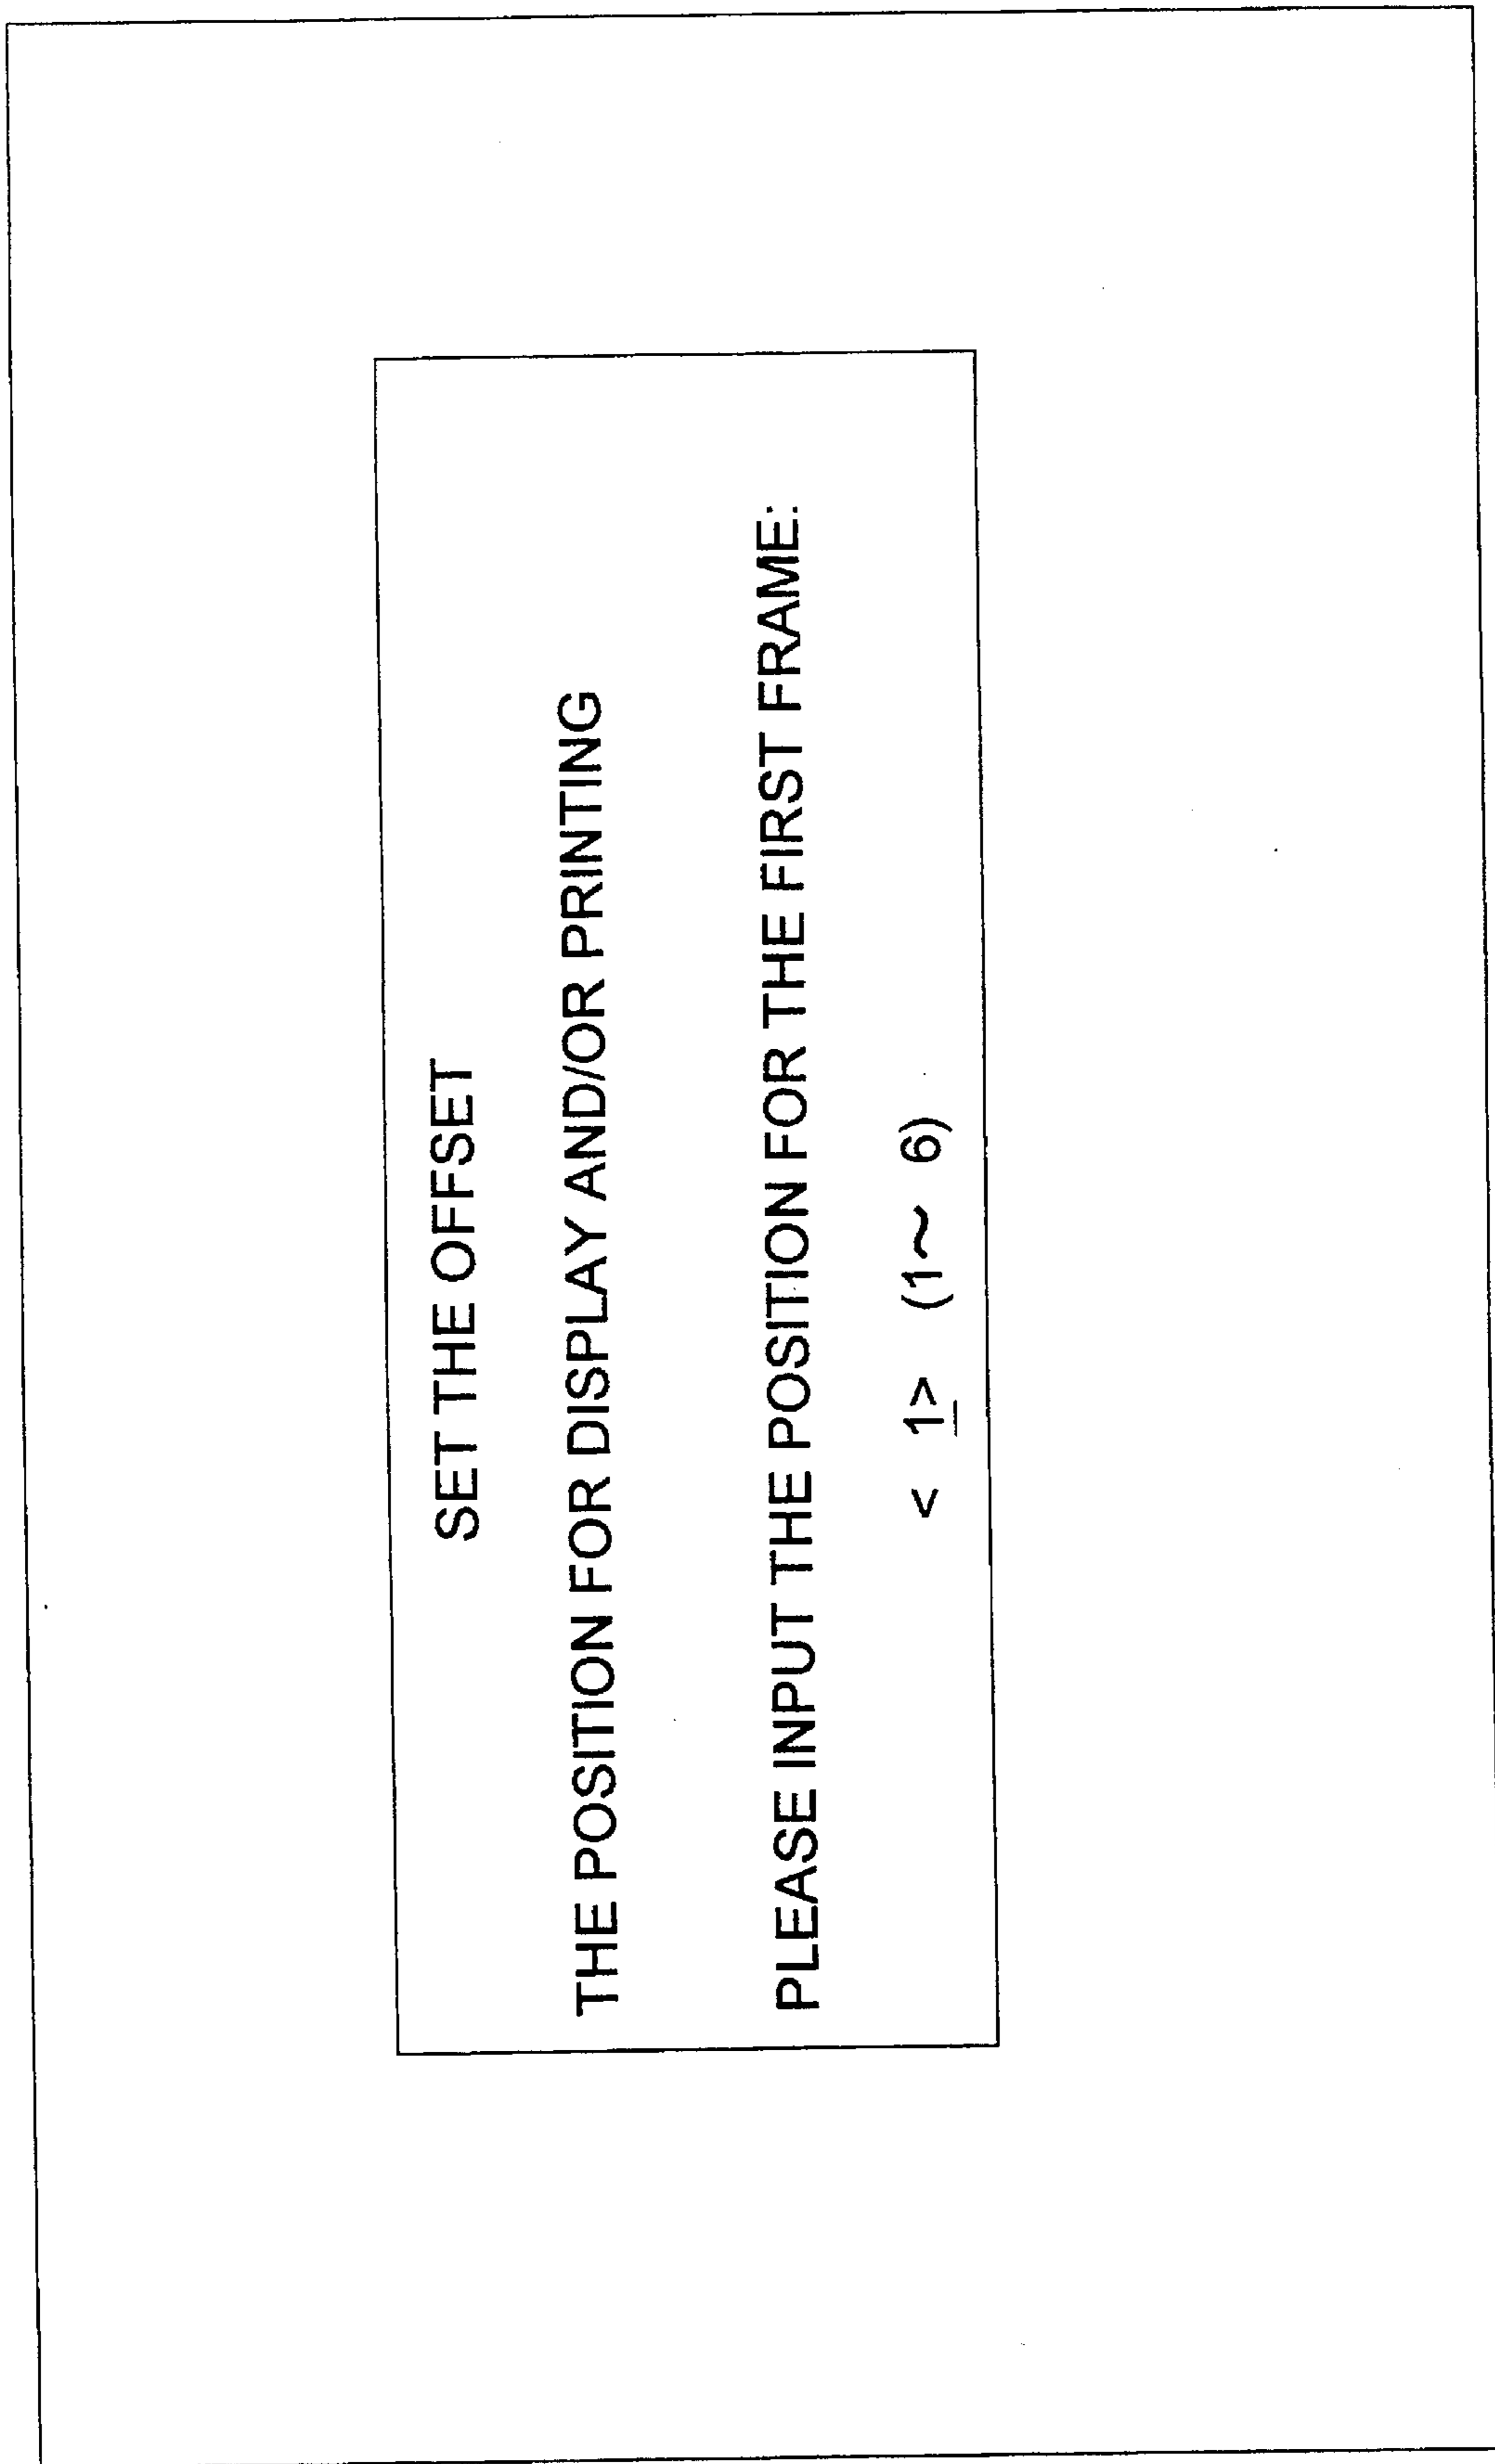 SET THE OFFSET
THE POSITION FOR DISPLAY AND/OR PRINTING
PLEASE INPUT THE POSITION FOR THE FIRST FRAME:
< 1> (1~ 6)